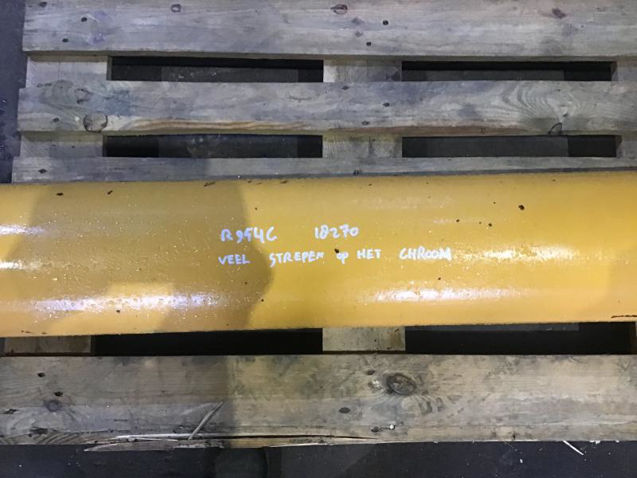 R954C 18270
VEEL STREPEN OP HET CHROOM